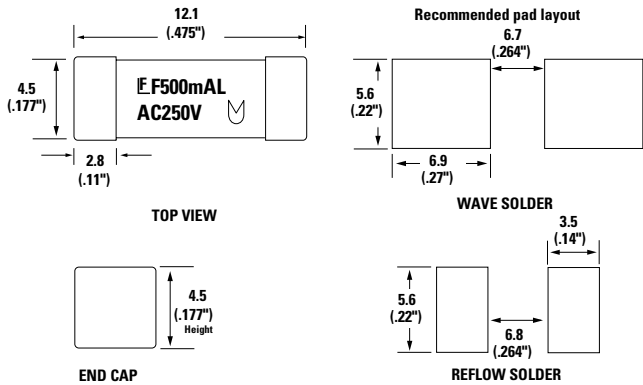 12.1
(.475")
4.5
(.177")
F500mAL
AC250V
2.8
(.11")
TOP VIEW
4.5
(.177")
Height
END CAP
Recommended pad layout
6.7
(.264")
5.6
(.22")
6.9
(.27")
WAVE SOLDER
3.5
(.14")
5.6
(.22")
6.8
(.264")
REFLOW SOLDER